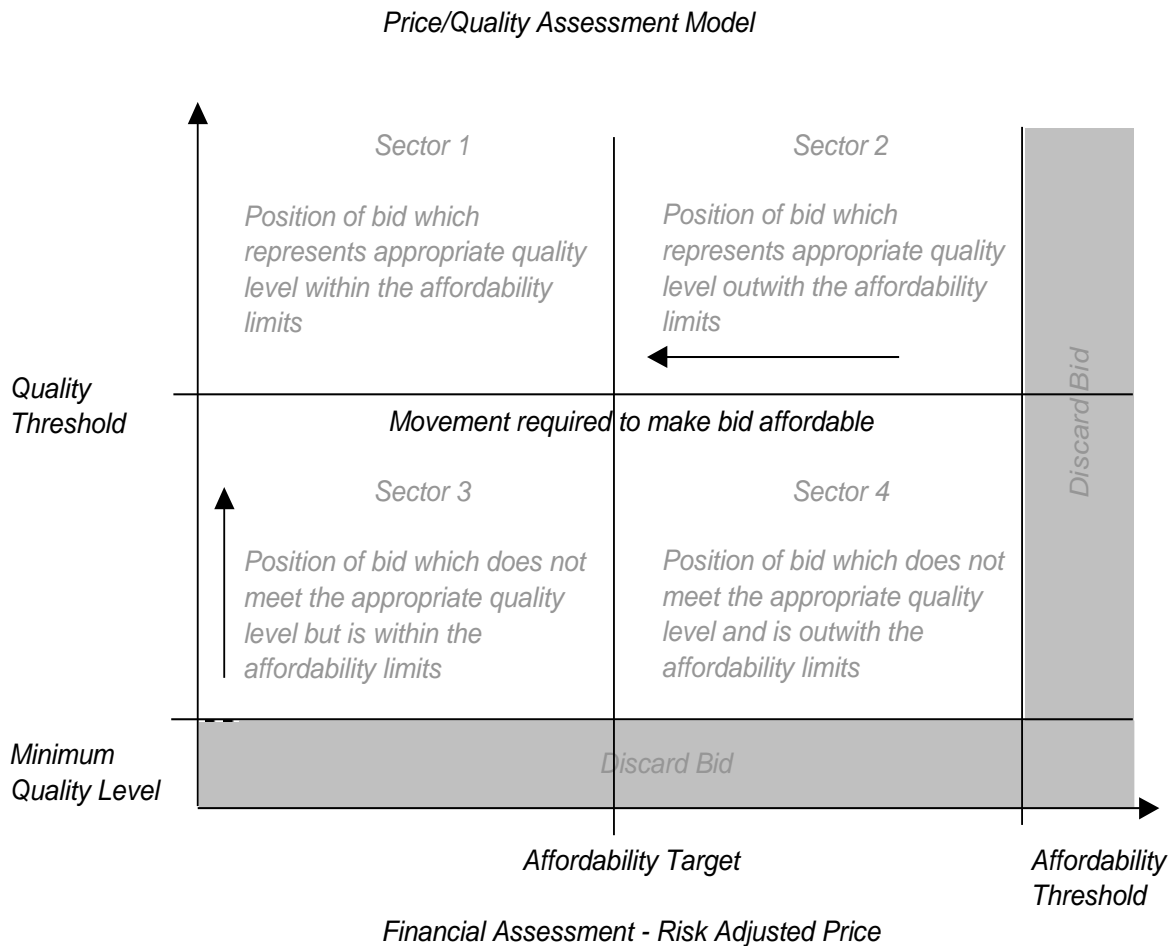 Price/Quality Assessment Model
Sector 1
Position of bid which
represents appropriate quality
level within the affordability
limits
Sector 2
Position of bid which
represents appropriate quality
level outwith the affordability
limits
Discard Bid
Quality
Threshold
Movement required to make bid affordable
Sector 3
Position of bid which does not
meet the appropriate quality
level but is within the
affordability limits
Sector 4
Position of bid which does not
meet the appropriate quality
level and is outwith the
affordability limits
Minimum
Quality Level
Discard Bid
Affordability Target
Affordability
Threshold
Financial Assessment - Risk Adjusted Price